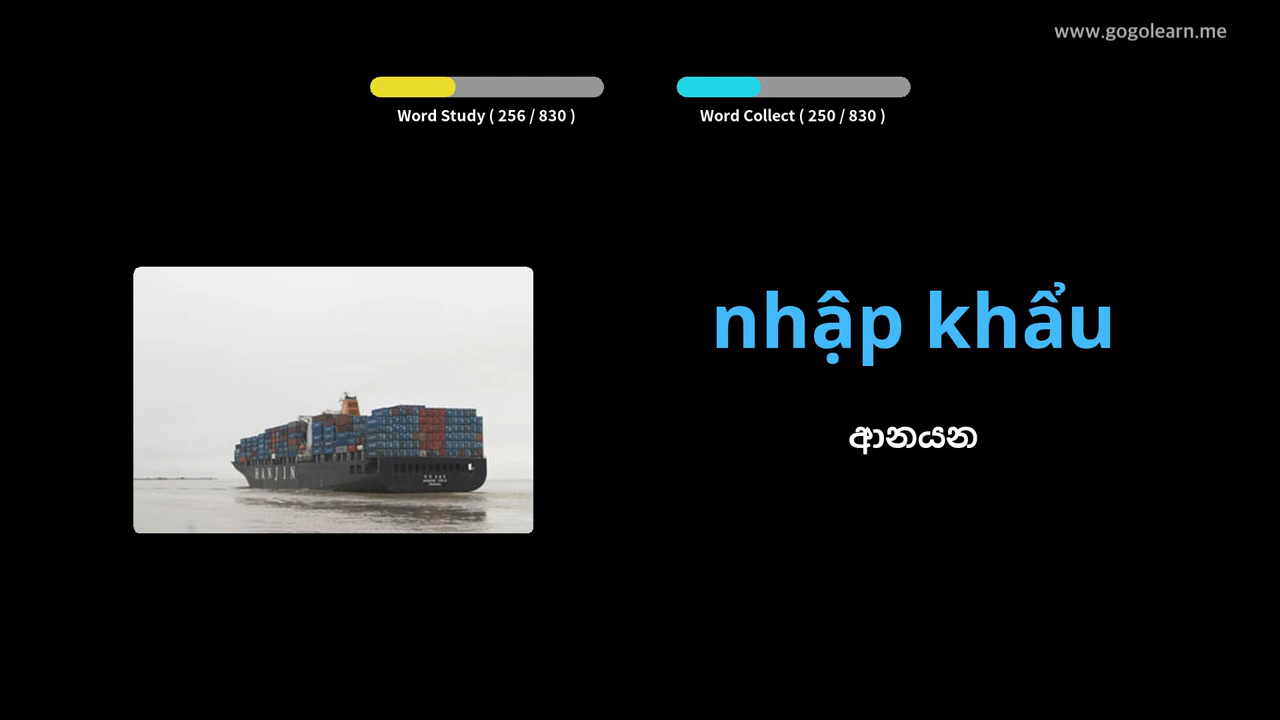 www.gogolearn.me
Word Study ( 256 / 830 )
Word Collect ( 250 / 830 )
nhập khẩu
ආනයන
HANJIN